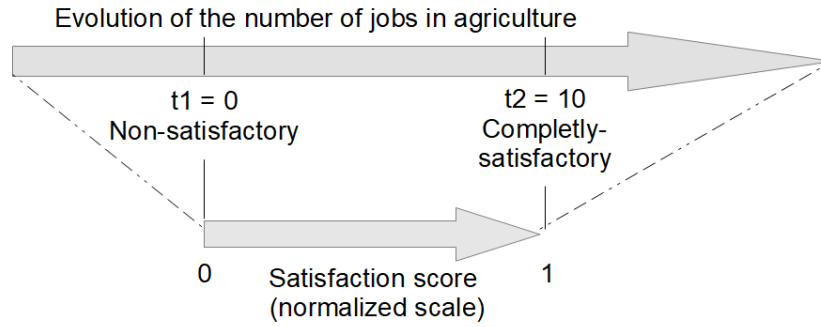 Evolution of the number of jobs in agriculture
t1 = 0
Non-satisfactory
t2 = 10
Completly-
satisfactory
0
Satisfaction score
(normalized scale)
1